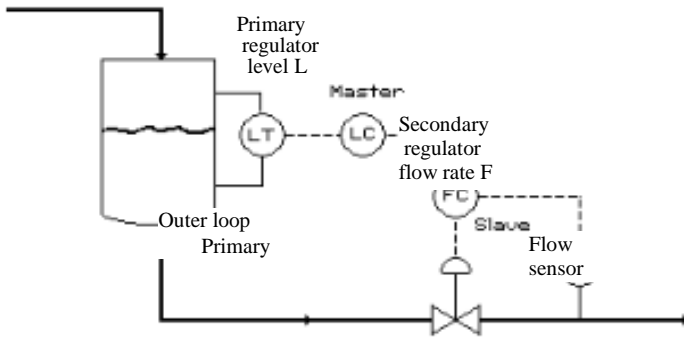 Primary
regulator
level L
Master
LT
LC
Secondary
regulator
flow rate F
FC
Slave
Outer loop
Primary
Flow
sensor